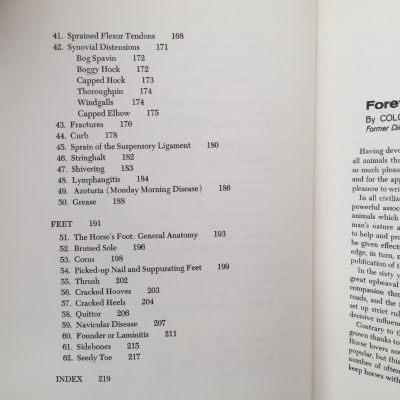 41. Sprained Flexor Tendons 168
42. Synovial Distensions 171
Bog Spavin 172
Boggy Hock 172
Capped Hock 173
Thoroughpin 174
Windgalls 174
Capped Elbow 175
43. Fractures 176
44. Curb 178
45. Sprain of the Suspensory Ligament 180
46. Stringhalt 182
47. Shivering 183
48. Lymphangitis 184
49. Azoturia (Monday Morning Disease) 186
50. Grease 188
FEET 191
51. The Horse's Foot: General Anatomy 193
52. Bruised Sole 196
53. Corns 198
54. Picked-up Nail and Suppurating Feet 199
55. Thrush 202
56. Cracked Hooves 203
57. Cracked Heels 204
58. Quittor 206
59. Navicular Disease 207
60. Founder or Laminitis 211
61. Sidebones 215
62. Seedy Toe 217
INDEX 219
Fore
By COLO
Former Di
Having devo
all animals tha
so much pleasu
and for the app
pleasure to writ
In all civiliz
powerful assoc
animals which
man's nature a
to help and pro
be given effecti
edge, in turn, n
publication of t
In the sixty y
great upheaval
companion thro
roads, and the
set up strict rul
decisive influen
Contrary to t
grown thanks to
Horse lovers no
popular, but this
number of often
keep horses with